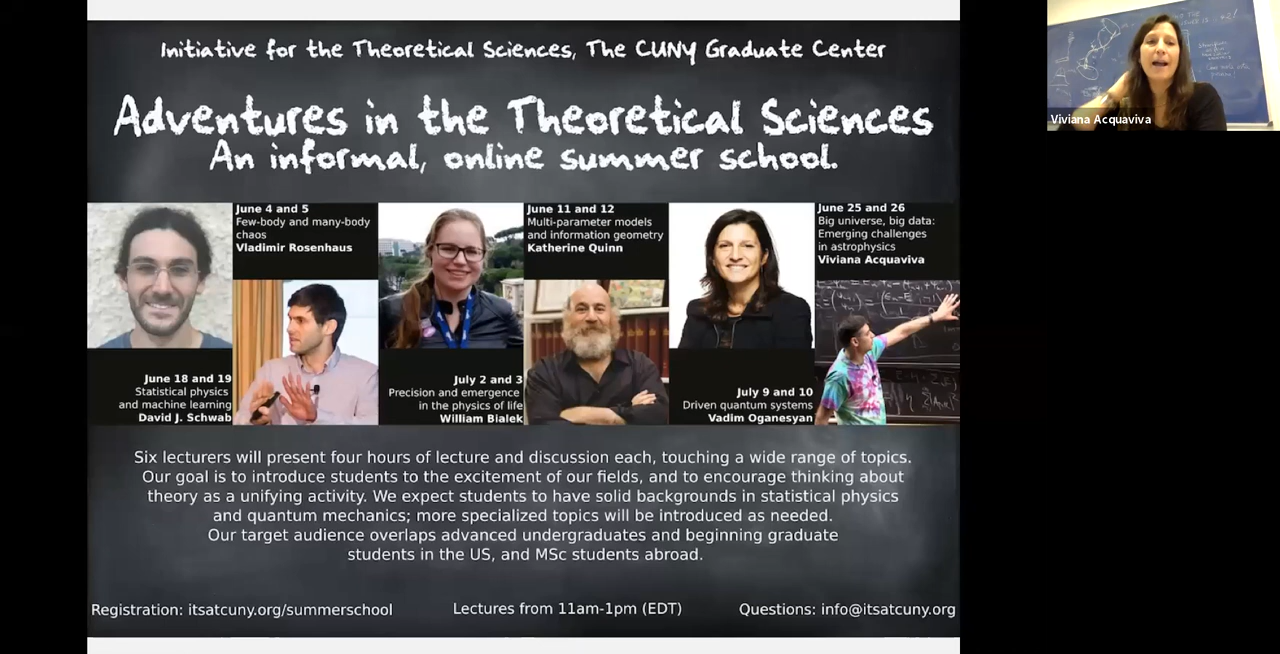 Initiative for the Theoretical Sciences, The CUNY Graduate Center
Adventures in the Theoretical Sciences
An informal, online summer school.
June 4 and 5
Few-body and many-body
chaos
Vladimir Rosenhaus
June 11 and 12
Multi-parameter models
and information geometry
Katherine Quinn
June 25 and 26
Big universe, big data:
Emerging challenges
in astrophysics
Viviana Acquaviva
June 18 and 19
Statistical physics
and machine learning
David J. Schwab
July 2 and 3
Precision and emergence
in the physics of life
William Bialek
July 9 and 10
Driven quantum systems
Vadim Oganesyan
Six lecturers will present four hours of lecture and discussion each, touching a wide range of topics.
Our goal is to introduce students to the excitement of our fields, and to encourage thinking about
theory as a unifying activity. We expect students to have solid backgrounds in statistical physics
and quantum mechanics; more specialized topics will be introduced as needed.
Our target audience overlaps advanced undergraduates and beginning graduate
students in the US, and MSc students abroad.
Registration: itsatcuny.org/summerschool
Lectures from 11am-1pm (EDT)
Questions: info@itsatcuny.org
Viviana Acquaviva